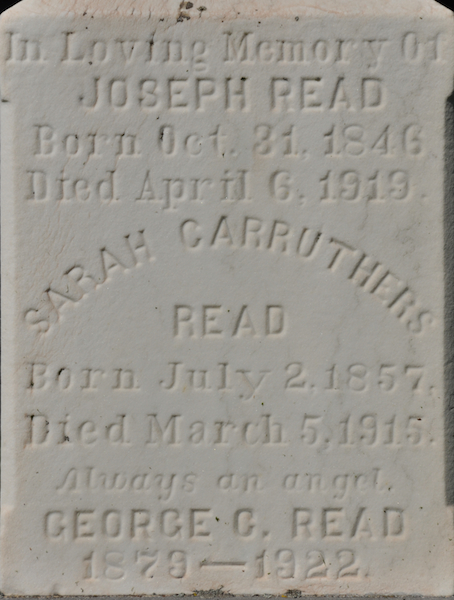 In Loving Memory Of
JOSEPH READ
Born Oct. 31, 1846
Died April 6, 1919.
SARAH CARRUTHERS
READ
Born July 2, 1857.
Died March 5, 1915.
Always an angel.
GEORGE C. READ
1879—1922.